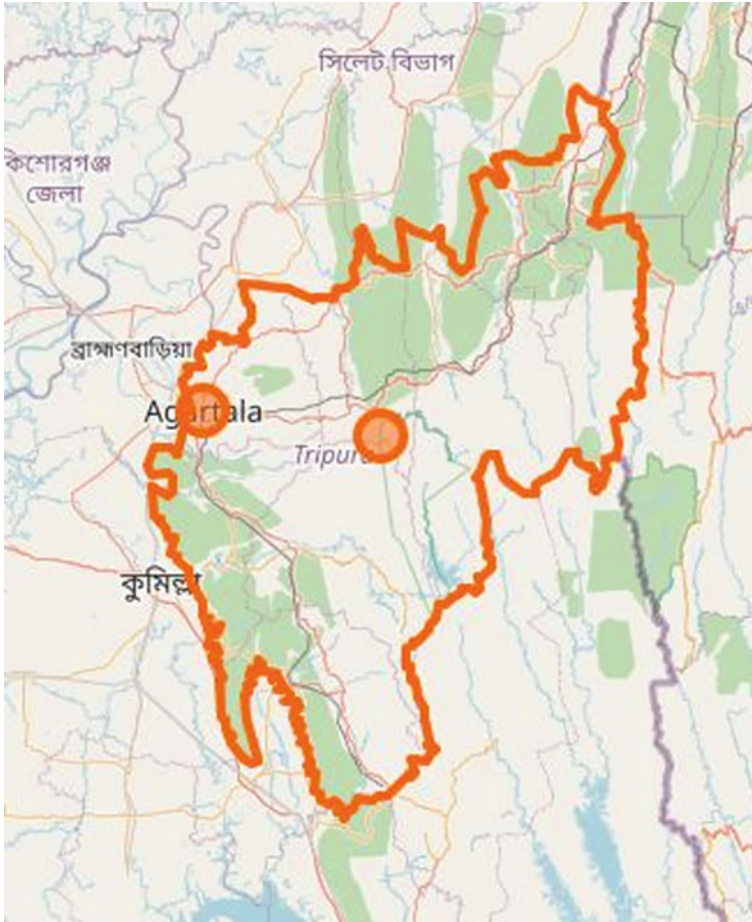 সিলেট বিভাগ
কিশোরগঞ্জ
জেলা
ব্রাহ্মণবাড়িয়া
Agartala
Tripura
কুমিল্লা